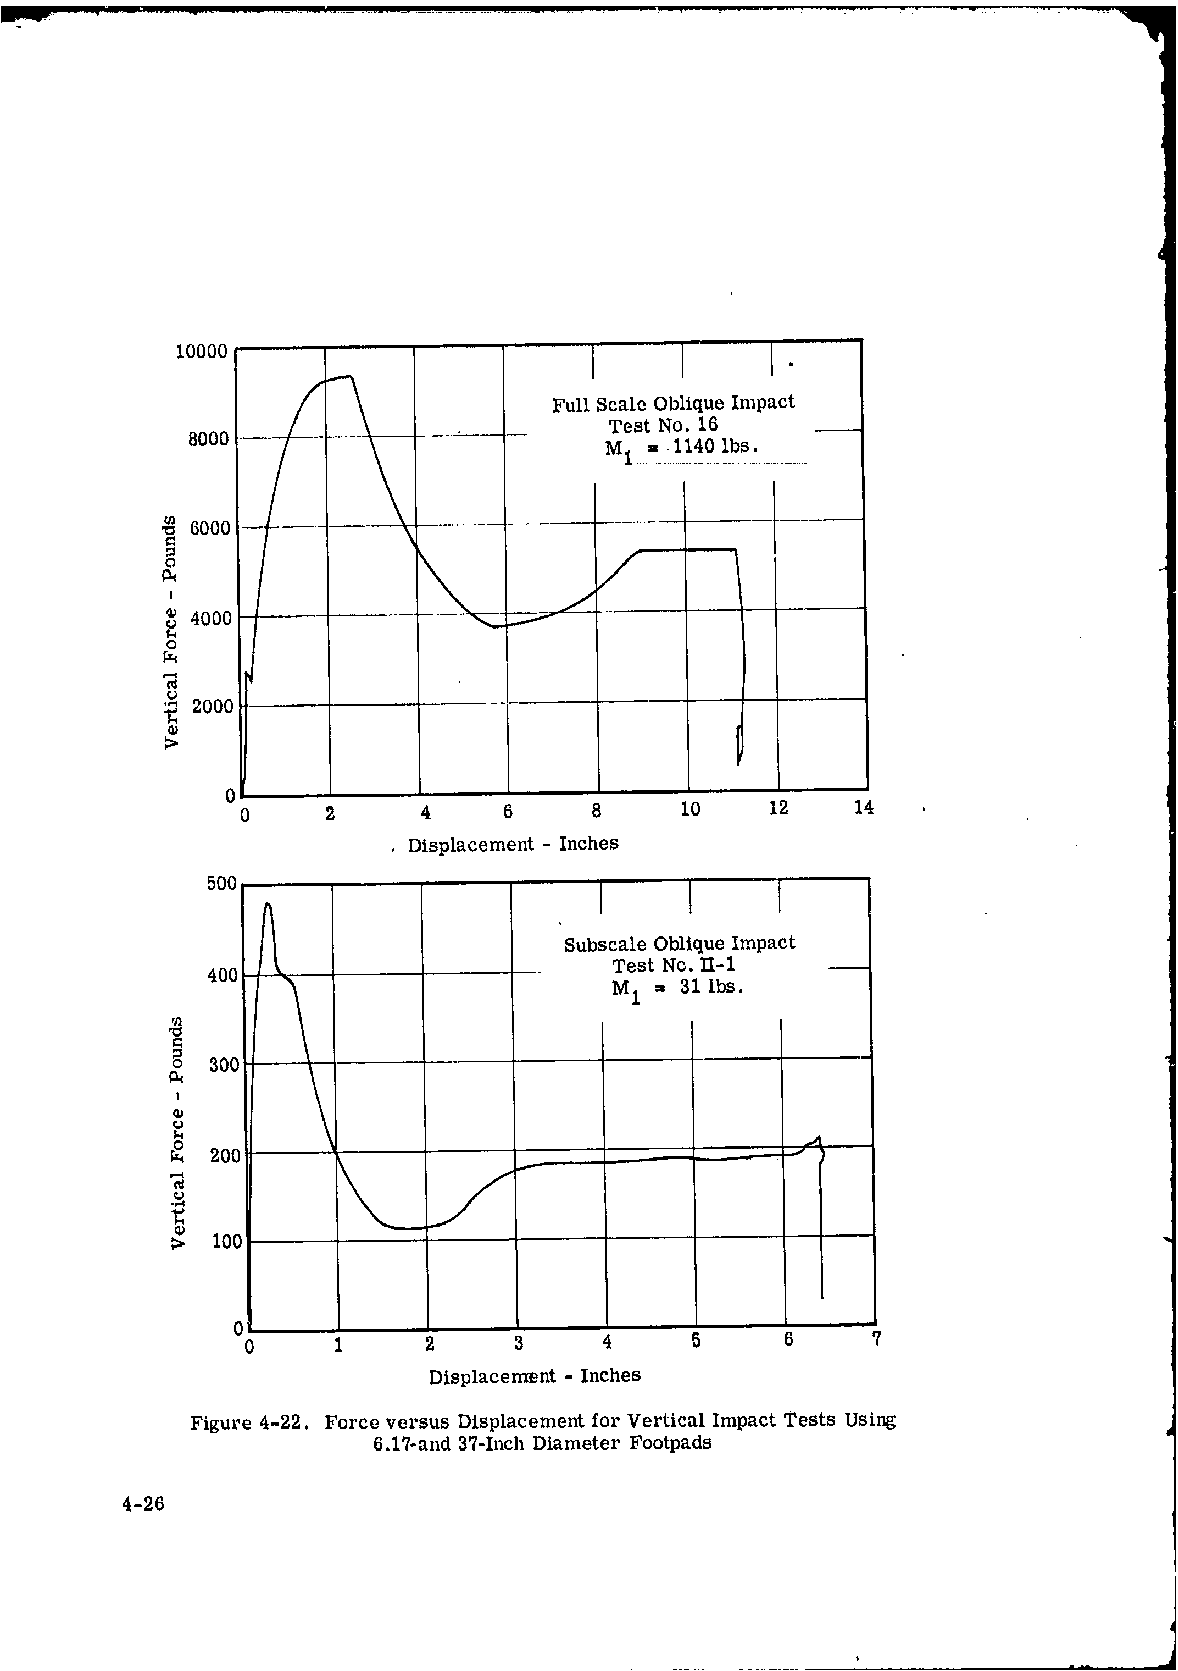 10000
8000
6000
4000
2000
0
Vertical Force - Pounds
Full Scale Oblique Impact
Test No. 16
M1 = 1140 lbs.
0 2 4 6 8 10 12 14
Displacement - Inches
500
400
300
200
100
0
Vertical Force - Pounds
Subscale Oblique Impact
Test No. II-1
M1 = 31 lbs.
0 1 2 3 4 5 6 7
Displacement - Inches
Figure 4-22. Force versus Displacement for Vertical Impact Tests Using
6.17-and 37-Inch Diameter Footpads
4-26